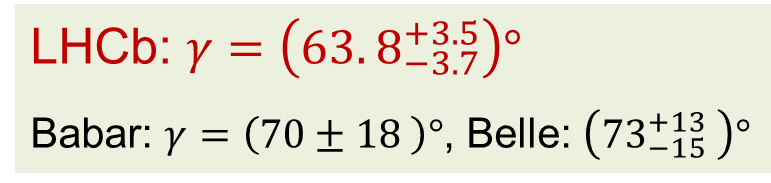 LHCb: γ = (63.8⁺³·⁵₋₃.₇)°
Babar: γ = (70 ± 18 )°, Belle: (73⁺¹³₋₁₅ )°